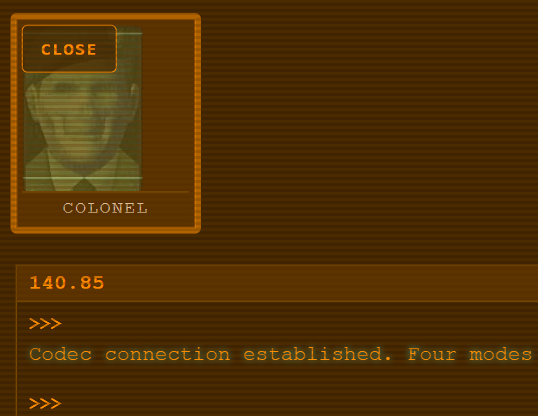 CLOSE
COLONEL
140.85
>>>
Codec connection established. Four modes
>>>